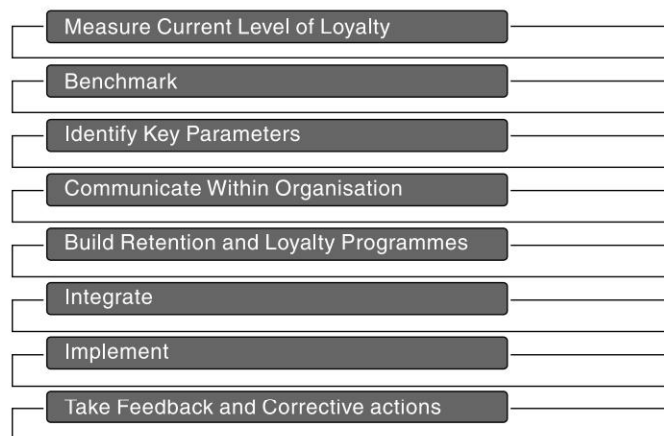 Measure Current Level of Loyalty
Benchmark
Identify Key Parameters
Communicate Within Organisation
Build Retention and Loyalty Programmes
Integrate
Implement
Take Feedback and Corrective actions